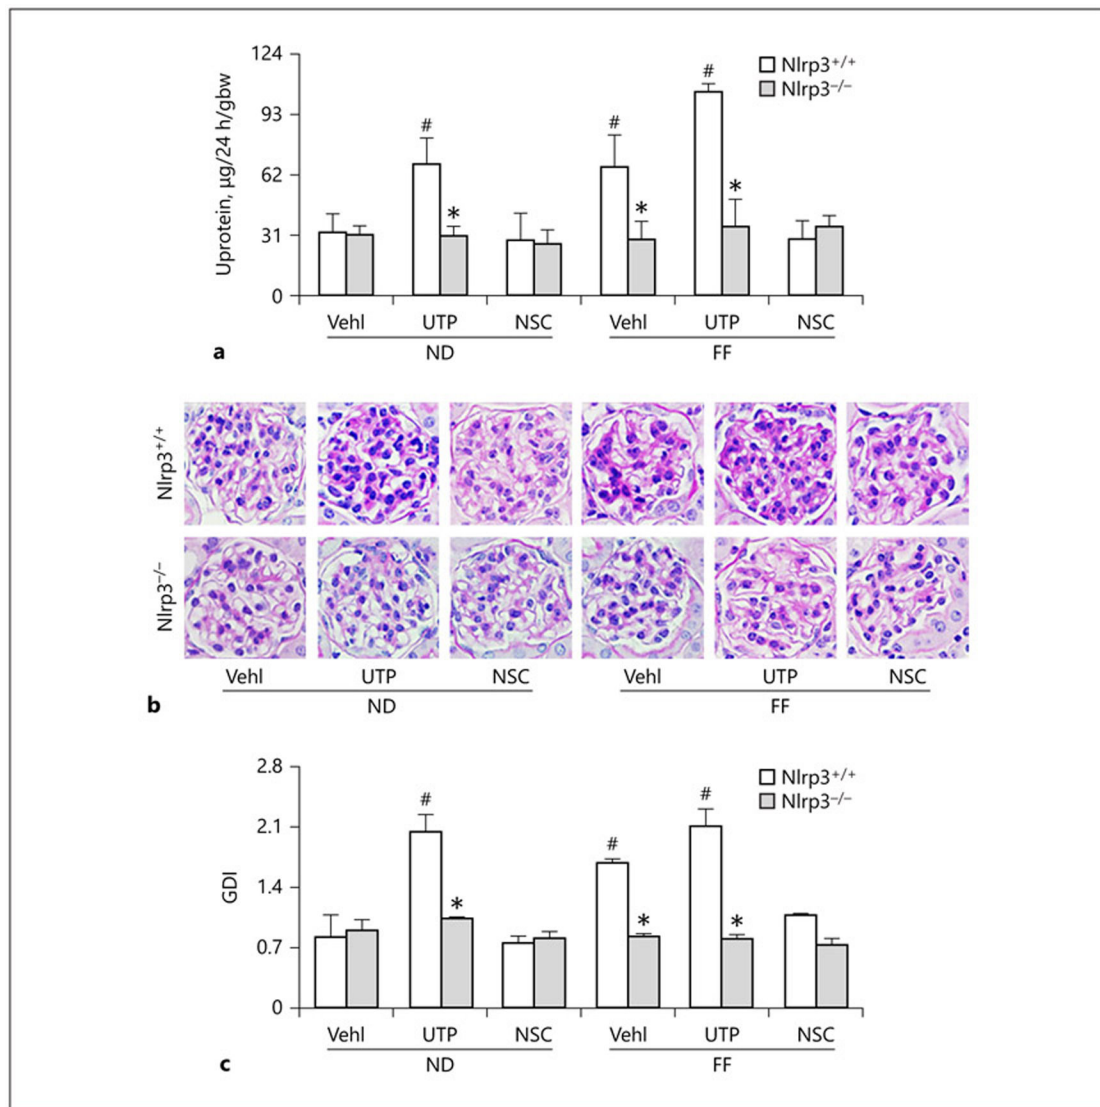 124
93
62
31
0
Uprotein, µg/24 h/gbw
# * # * # *
Nlrp3+/+
Nlrp3–/–
Vehl UTP NSC Vehl UTP NSC
ND FF
a
Nlrp3+/+
Nlrp3–/–
Vehl UTP NSC Vehl UTP NSC
ND FF
b
2.8
2.1
1.4
0.7
0
GDI
# * # * # *
Nlrp3+/+
Nlrp3–/–
Vehl UTP NSC Vehl UTP NSC
ND FF
c